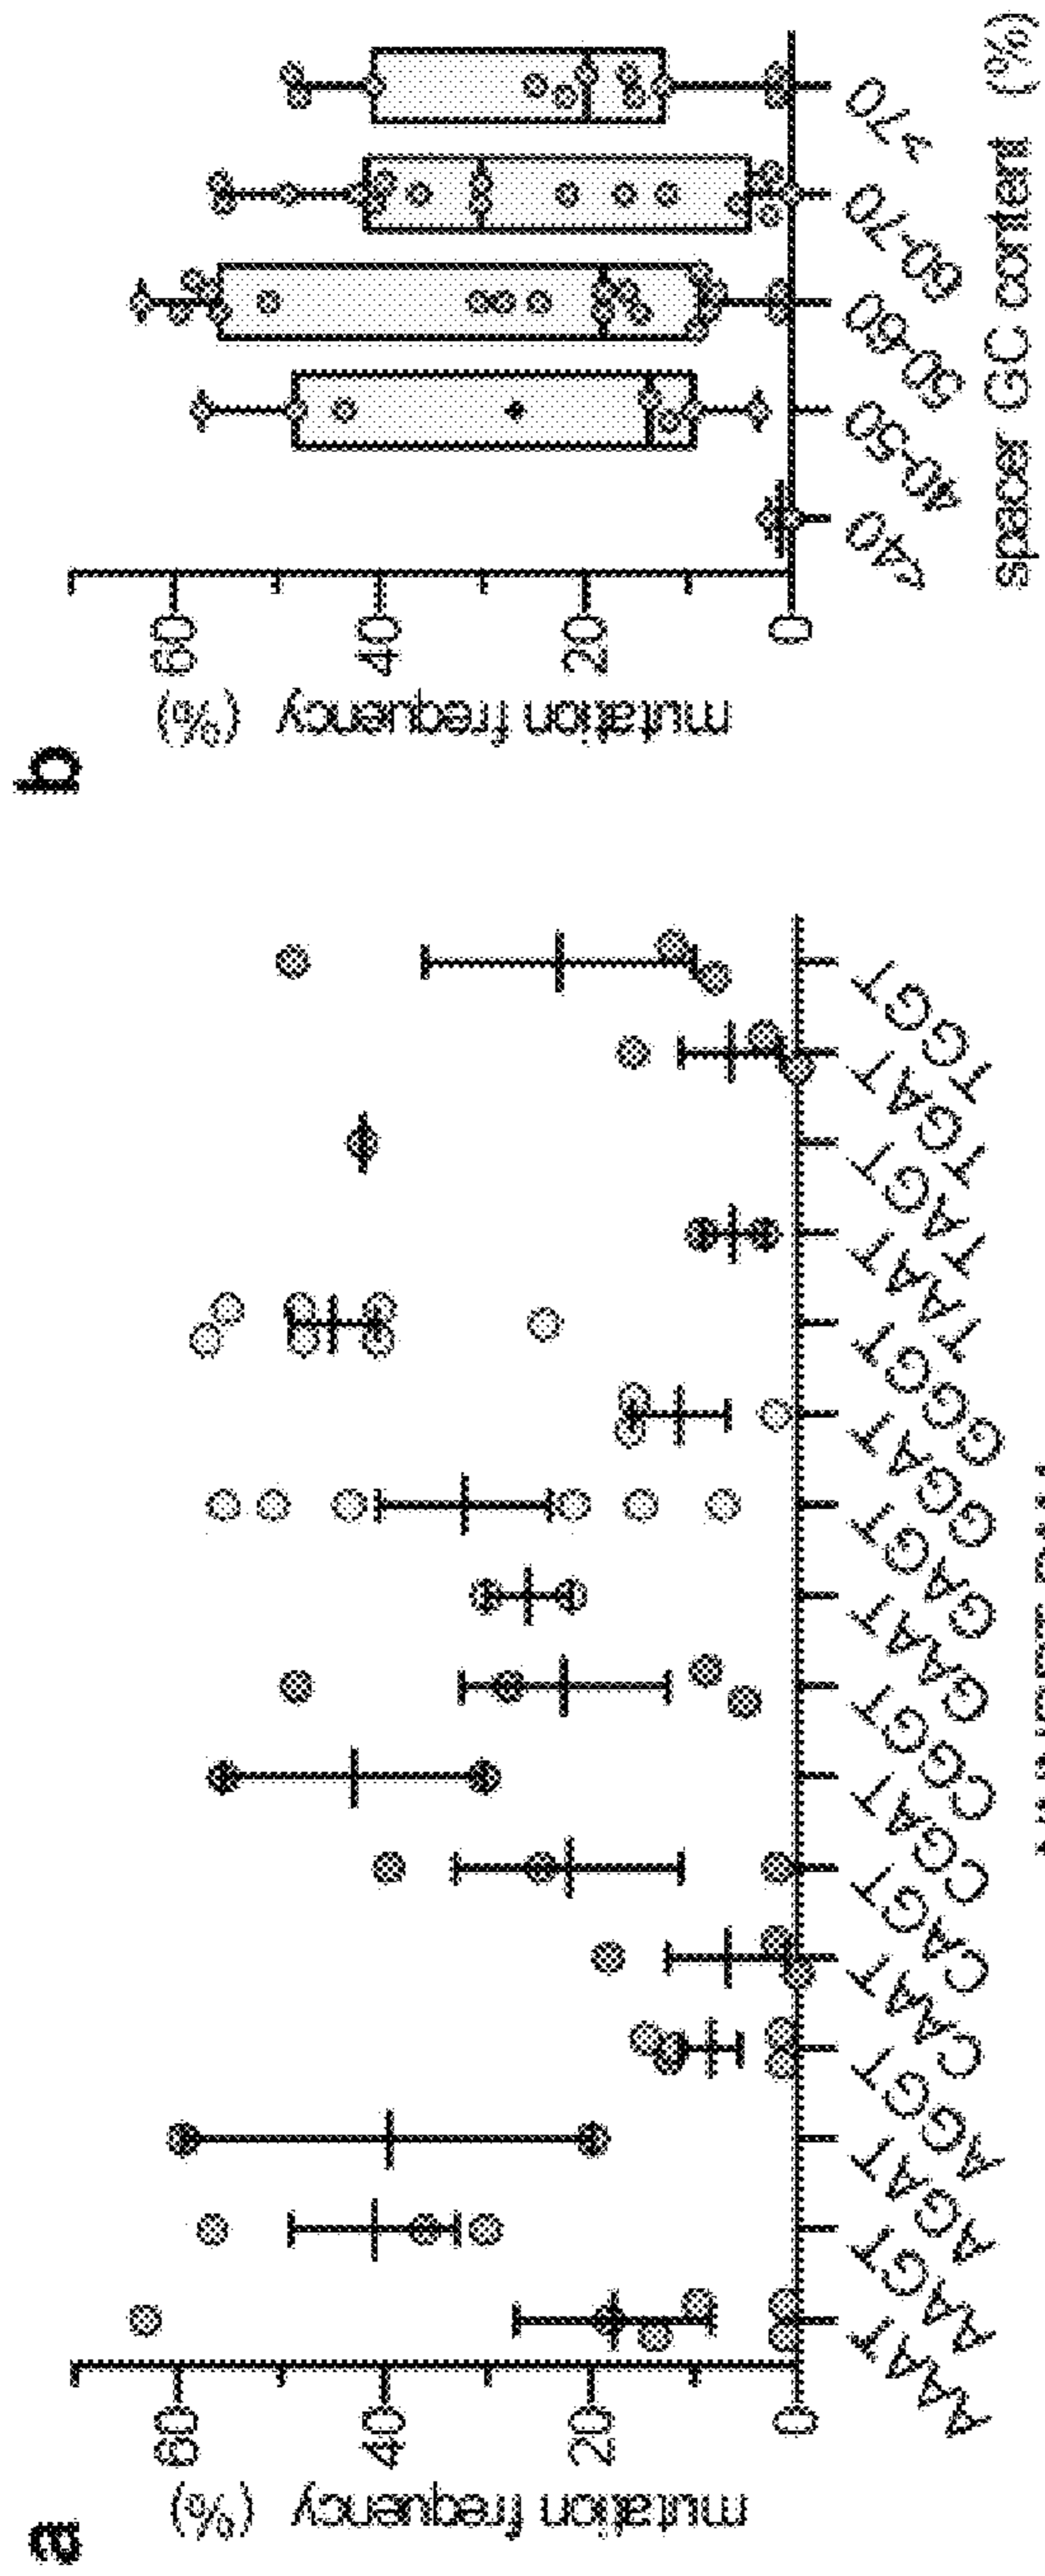 a
mutation frequency (%)
60
40
20
0
AAAT
AAGT
AGAT
AGGT
CAAT
CAGT
CGAT
CGGT
GAAT
GAGT
GGAT
GGGT
TAAT
TAGT
TGAT
TGGT
b
mutation frequency (%)
60
40
20
0
<40
40-50
50-60
60-70
>70
spacer GC content (%)